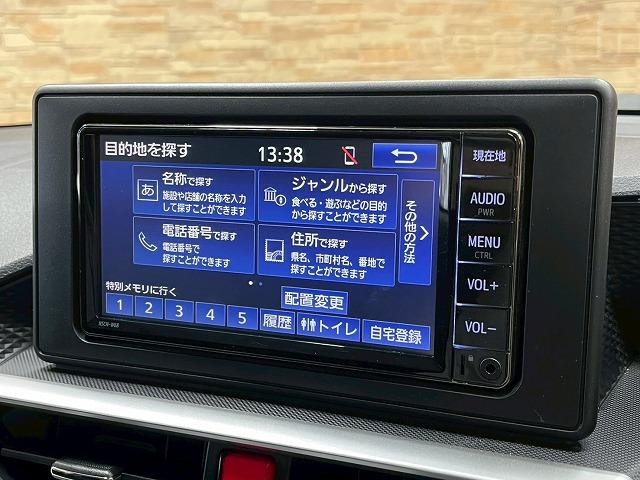 目的地を探す
13:38
現在地
あ
名称で探す
施設や店舗の名称を入力
して探すことができます
ジャンルから探す
食べる・遊ぶなどの目的
から探すことができます
電話番号で探す
電話番号で
探すことができます
住所で探す
県名、市町村名、番地で
探すことができます
その他の方法
AUDIO
PWR
MENU
CTRL
VOL+
VOL−
特別メモリに行く
配置変更
1
2
3
4
5
履歴
トイレ
自宅登録
NSCN-W68